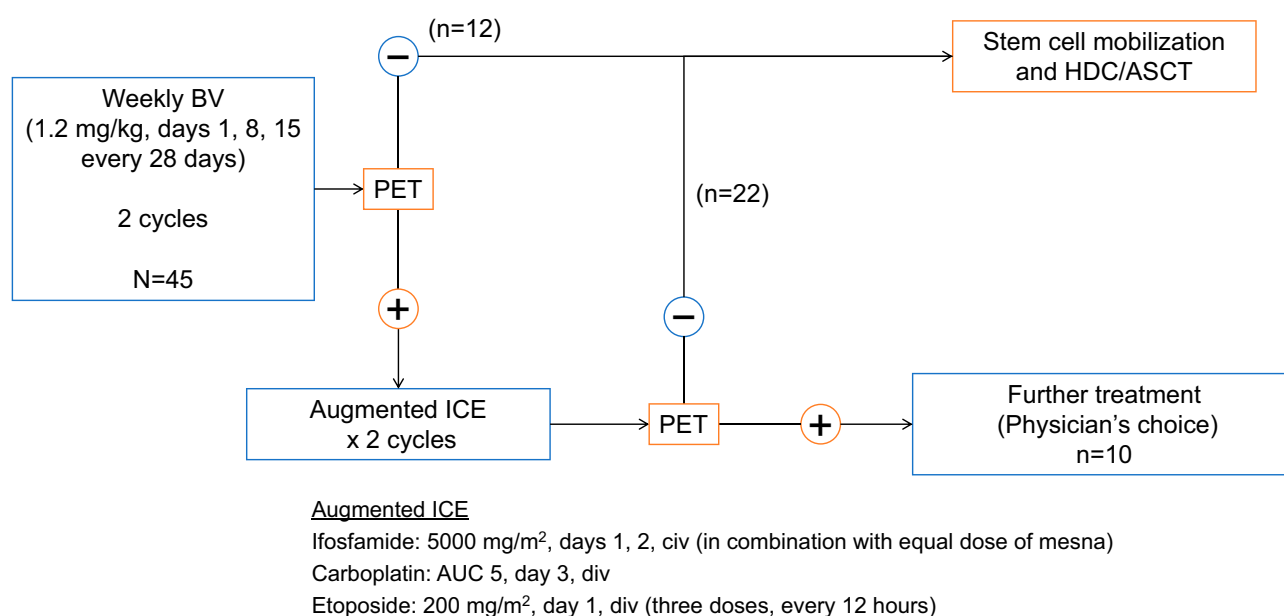 (n=12)
−
Stem cell mobilization
and HDC/ASCT
Weekly BV
(1.2 mg/kg, days 1, 8, 15
every 28 days)
2 cycles
N=45
PET
(n=22)
+
−
Augmented ICE
x 2 cycles
PET
+
Further treatment
(Physician’s choice)
n=10
Augmented ICE
Ifosfamide: 5000 mg/m², days 1, 2, civ (in combination with equal dose of mesna)
Carboplatin: AUC 5, day 3, div
Etoposide: 200 mg/m², day 1, div (three doses, every 12 hours)